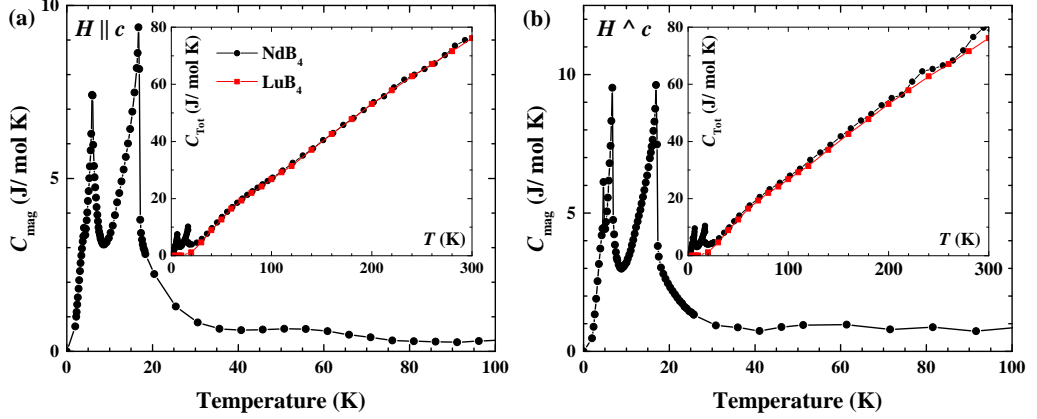 (a)
H || c
NdB₄
LuB₄
C_Tot (J/ mol K)
0
20
40
60
80
T (K)
0
100
200
300
C_mag (J/ mol K)
0
5
10
Temperature (K)
0
20
40
60
80
100
(b)
H ^ c
C_Tot (J/ mol K)
0
20
40
60
80
T (K)
0
100
200
300
C_mag (J/ mol K)
0
5
10
Temperature (K)
0
20
40
60
80
100